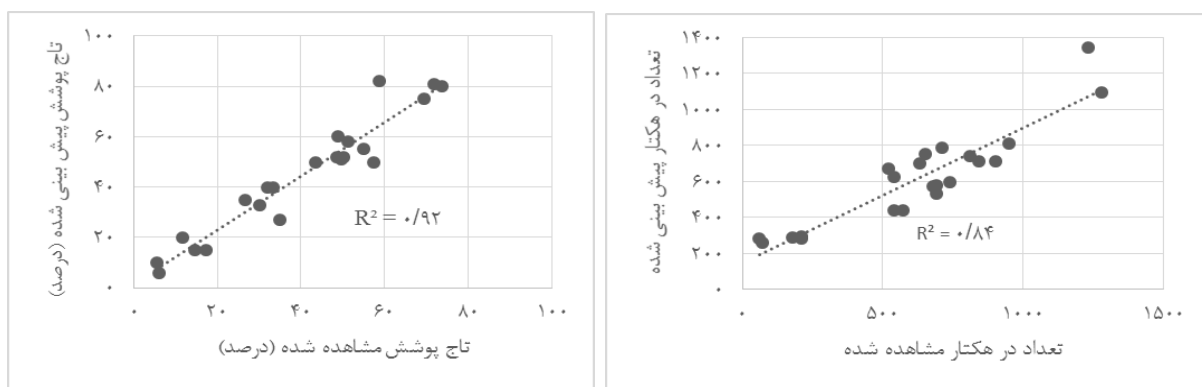 تاج پوشش پیش بینی شده (درصد)
۱۰۰
۸۰
۶۰
۴۰
۲۰
۰
R² = ۰/۹۲
۰ ۲۰ ۴۰ ۶۰ ۸۰ ۱۰۰
تاج پوشش مشاهده شده (درصد)
تعداد در هکتار پیش بینی شده
۱۴۰۰
۱۲۰۰
۱۰۰۰
۸۰۰
۶۰۰
۴۰۰
۲۰۰
۰
R² = ۰/۸۴
۰ ۵۰۰ ۱۰۰۰ ۱۵۰۰
تعداد در هکتار مشاهده شده